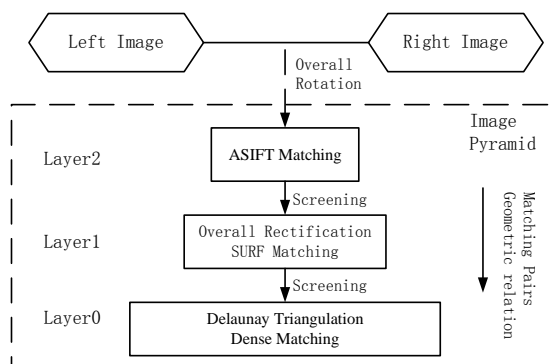 Left Image
Right Image
Overall
Rotation
Image
Pyramid
Layer2
ASIFT Matching
Screening
Layer1
Overall Rectification
SURF Matching
Matching Pairs
Geometric relation
Screening
Layer0
Delaunay Triangulation
Dense Matching